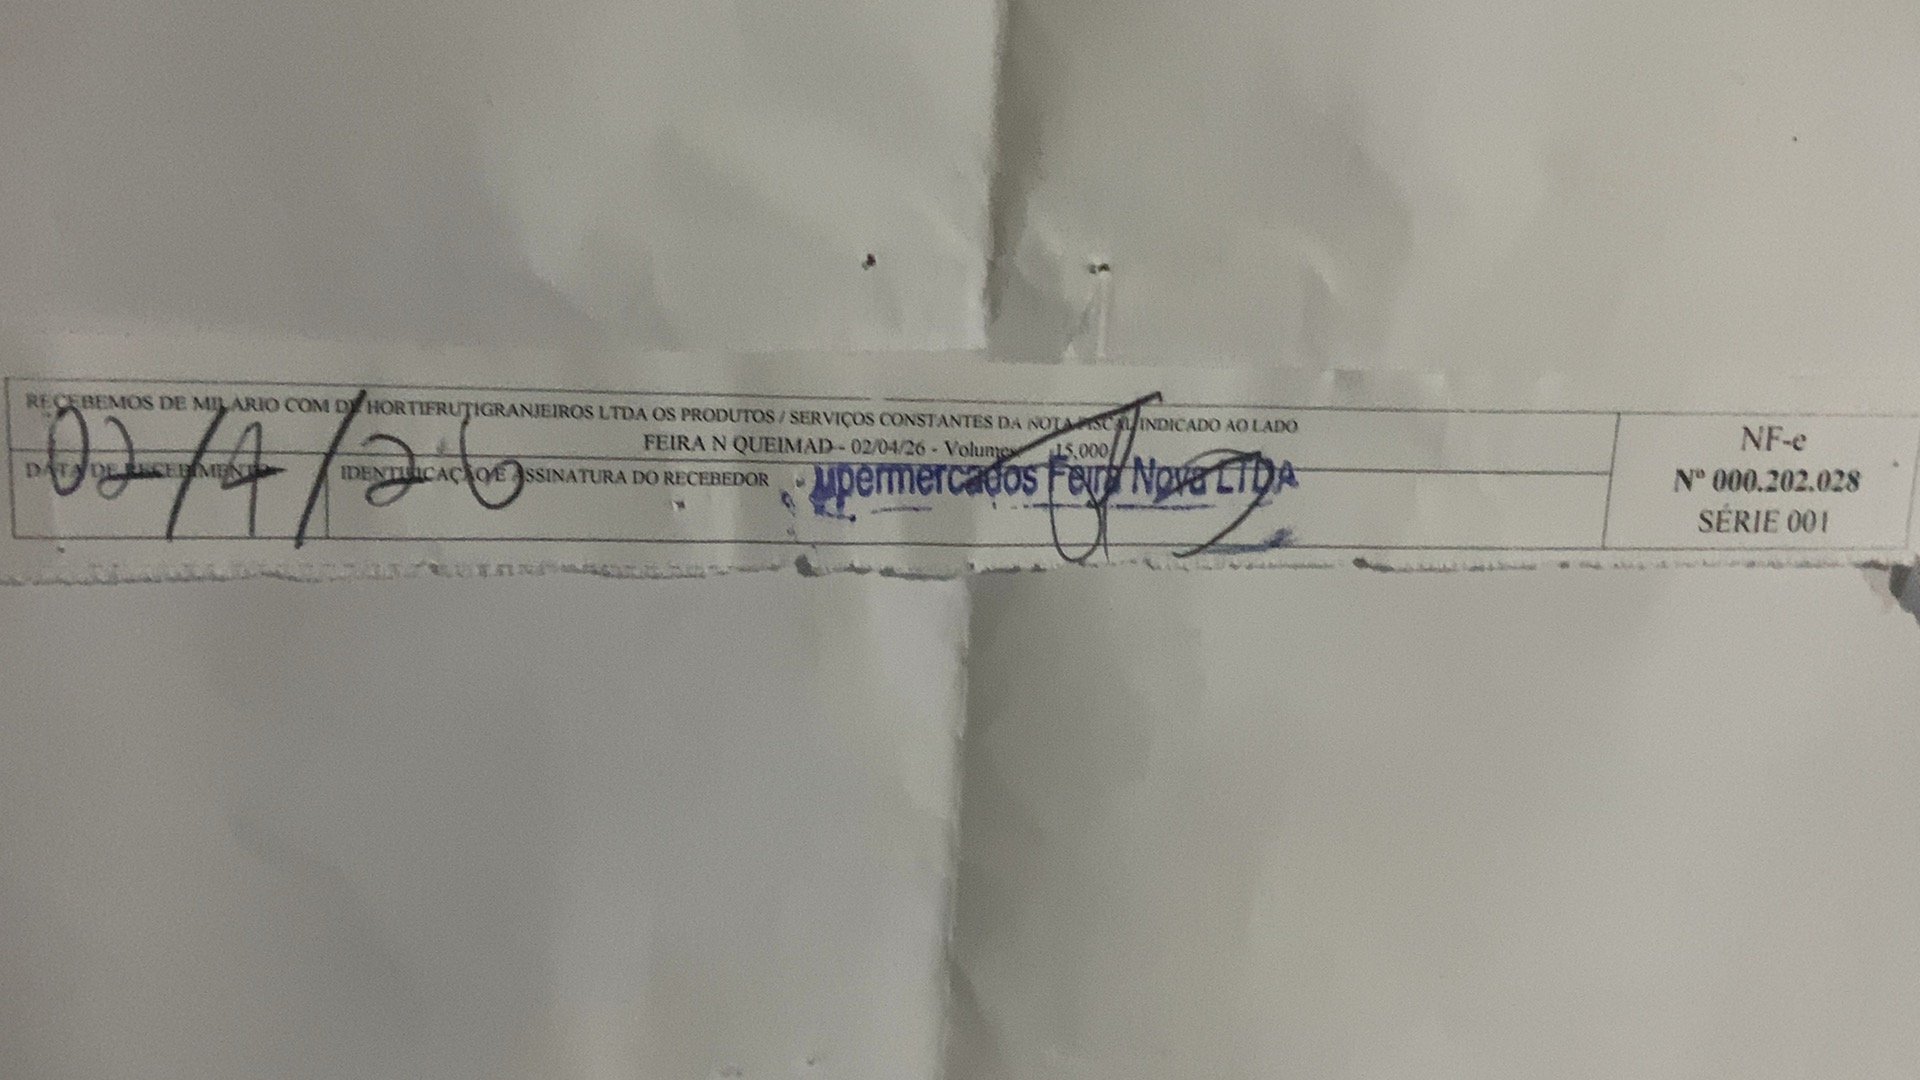 RECEBEMOS DE MILARIO COM DE HORTIFRUTIGRANJEIROS LTDA OS PRODUTOS / SERVIÇOS CONSTANTES DA NOTA FISCAL INDICADO AO LADO
FEIRA N QUEIMAD - 02/04/26 - Volumes 15,000
DATA DE RECEBIMENTO
02/4/26
IDENTIFICAÇÃO E ASSINATURA DO RECEBEDOR
upermercados Feira Nova LTDA
NF-e
Nº 000.202.028
SÉRIE 001